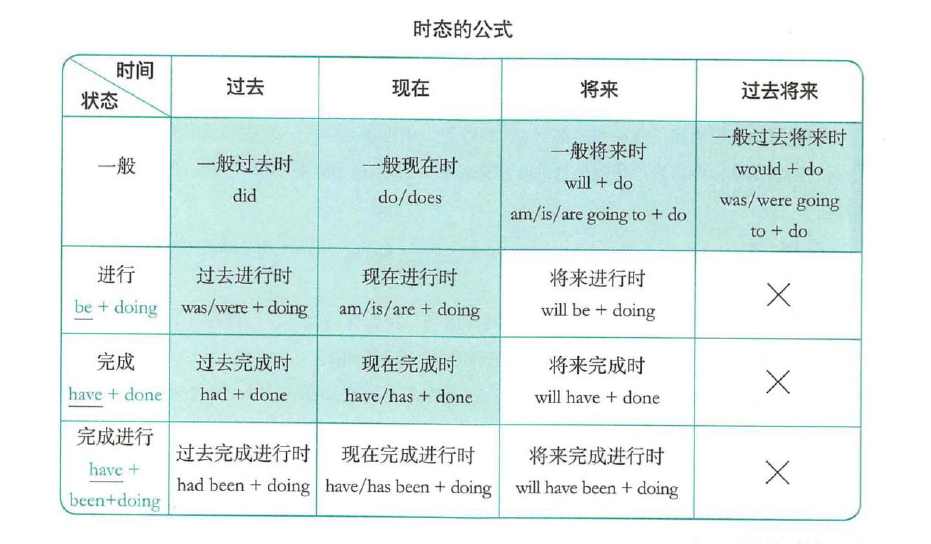 时态的公式
时间
状态
过去
现在
将来
过去将来
一般
一般过去时
did
一般现在时
do/does
一般将来时
will + do
am/is/are going to + do
一般过去将来时
would + do
was/were going
to + do
进行
be + doing
过去进行时
was/were + doing
现在进行时
am/is/are + doing
将来进行时
will be + doing
×
完成
have + done
过去完成时
had + done
现在完成时
have/has + done
将来完成时
will have + done
×
完成进行
have +
been+doing
过去完成进行时
had been + doing
现在完成进行时
have/has been + doing
将来完成进行时
will have been + doing
×